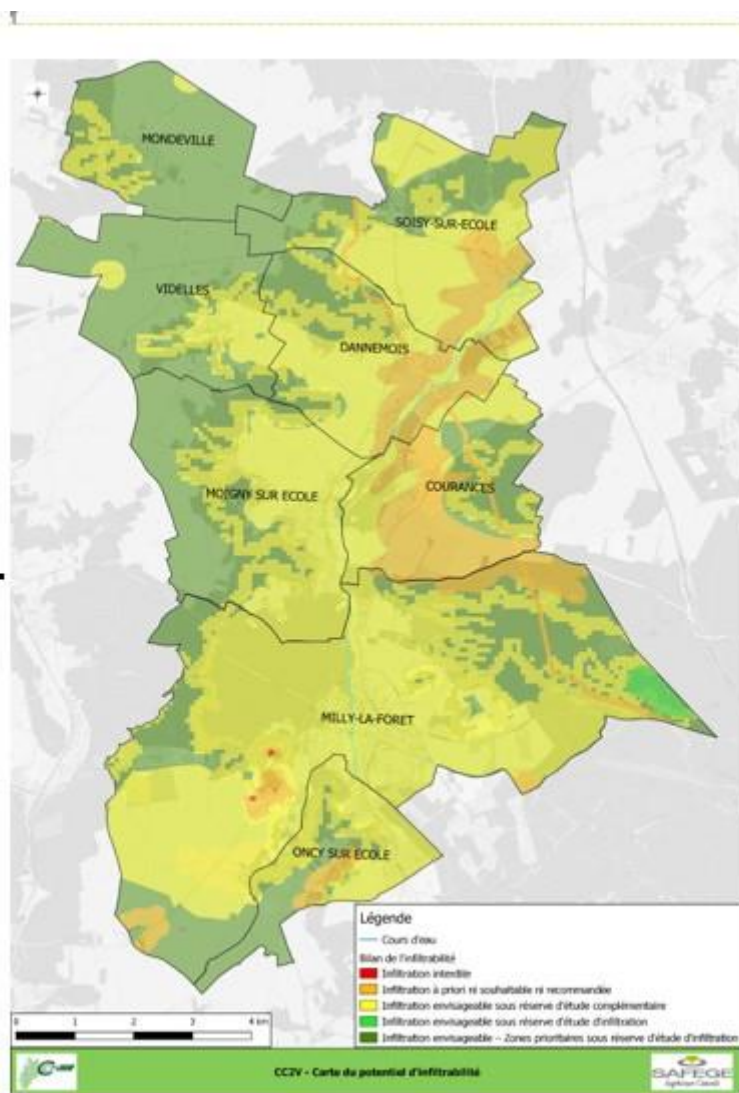 ¶
MONDEVILLE
SOISY-SUR-ECOLE
VIDELLES
DANNEMOIS
MOIGNY SUR ECOLE
COURANCES
MILLY-LA-FORET
ONCY SUR ECOLE
Légende
Cours d'eau
Bilan de l'infiltrabilité
Infiltration interdite
Infiltration à priori ni souhaitable ni recommandée
Infiltration envisageable sous réserve d'étude complémentaire
Infiltration envisageable sous réserve d'étude d'infiltration
Infiltration envisageable – Zones prioritaires sous réserve d'étude d'infiltration
0 1 2 3 4 km
CC2V - Carte du potentiel d'infiltrabilité
SAFEGE
Ingénieurs Conseils